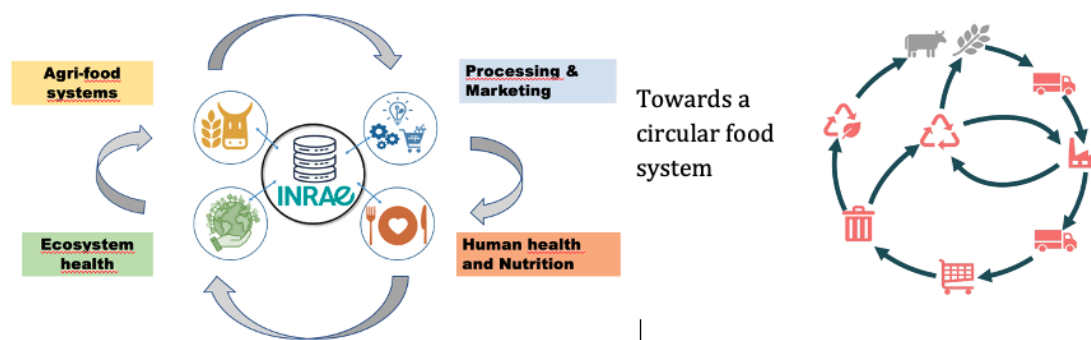 Agri-food
systems
Processing &
Marketing
INRAE
Ecosystem
health
Human health
and Nutrition
Towards a
circular food
system